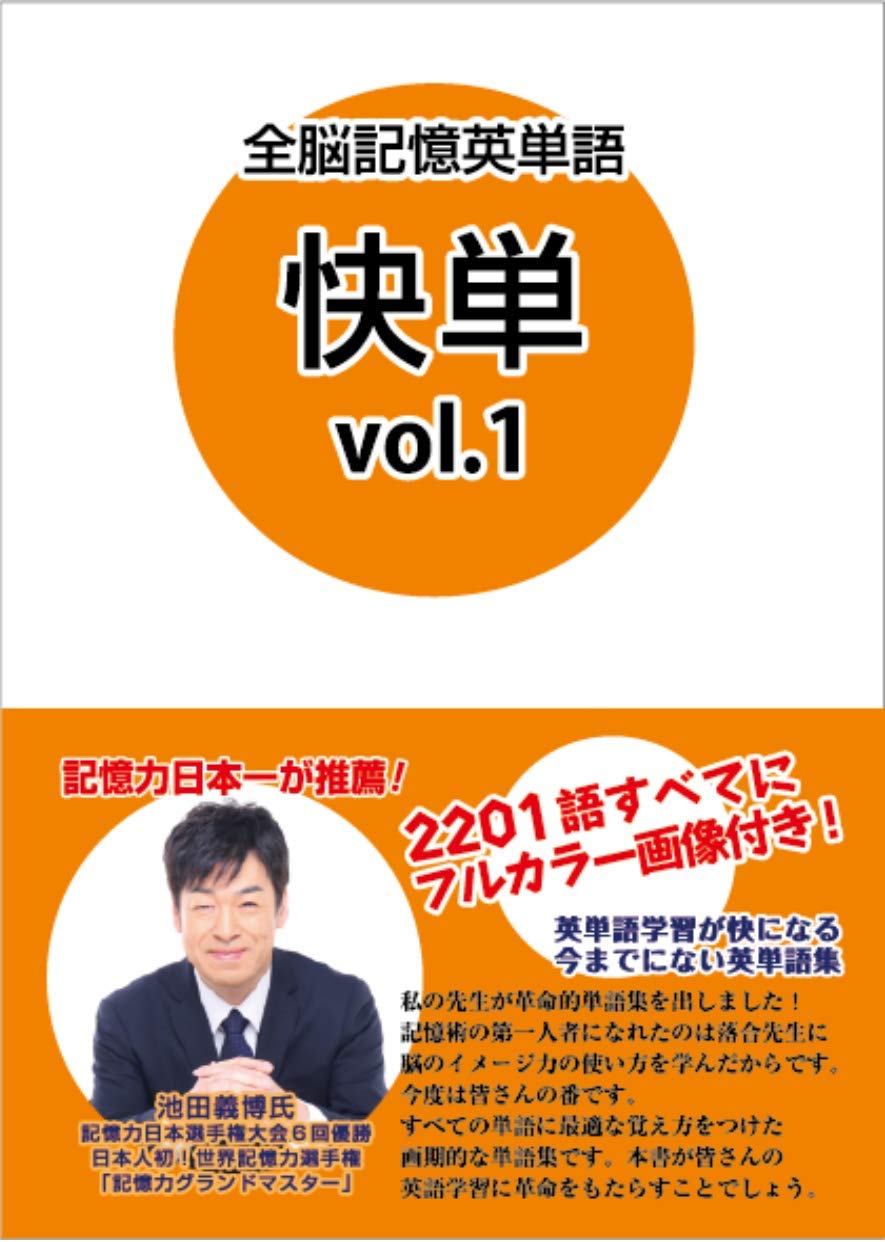 全脳記憶英単語
快単
vol.1
記憶力日本一が推薦！
2201語すべてに
フルカラー画像付き！
英単語学習が快になる
今までにない英単語集
私の先生が革命的単語集を出しました！
記憶術の第一人者になれたのは落合先生に
脳のイメージ力の使い方を学んだからです。
今度は皆さんの番です。
すべての単語に最適な覚え方をつけた
画期的な単語集です。本書が皆さんの
英語学習に革命をもたらすことでしょう。
池田義博氏
記憶力日本選手権大会６回優勝
日本人初！世界記憶力選手権
「記憶力グランドマスター」